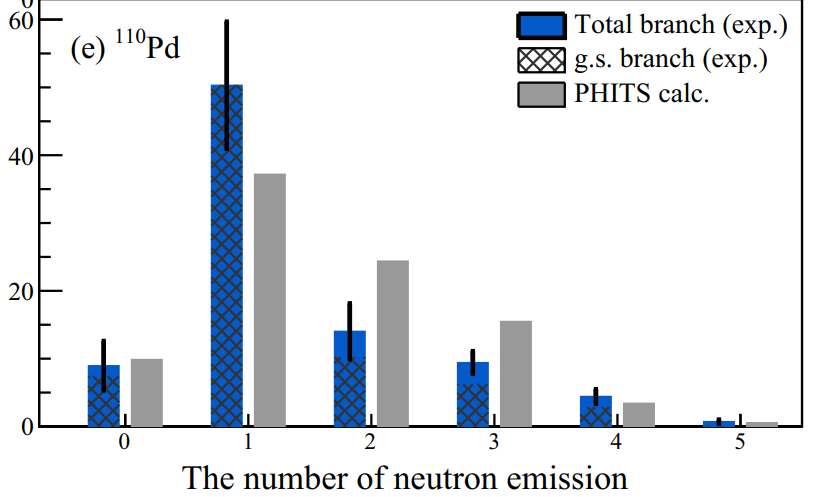 0
60
(e) ¹¹⁰Pd
Total branch (exp.)
g.s. branch (exp.)
PHITS calc.
40
20
0
0 1 2 3 4 5
The number of neutron emission